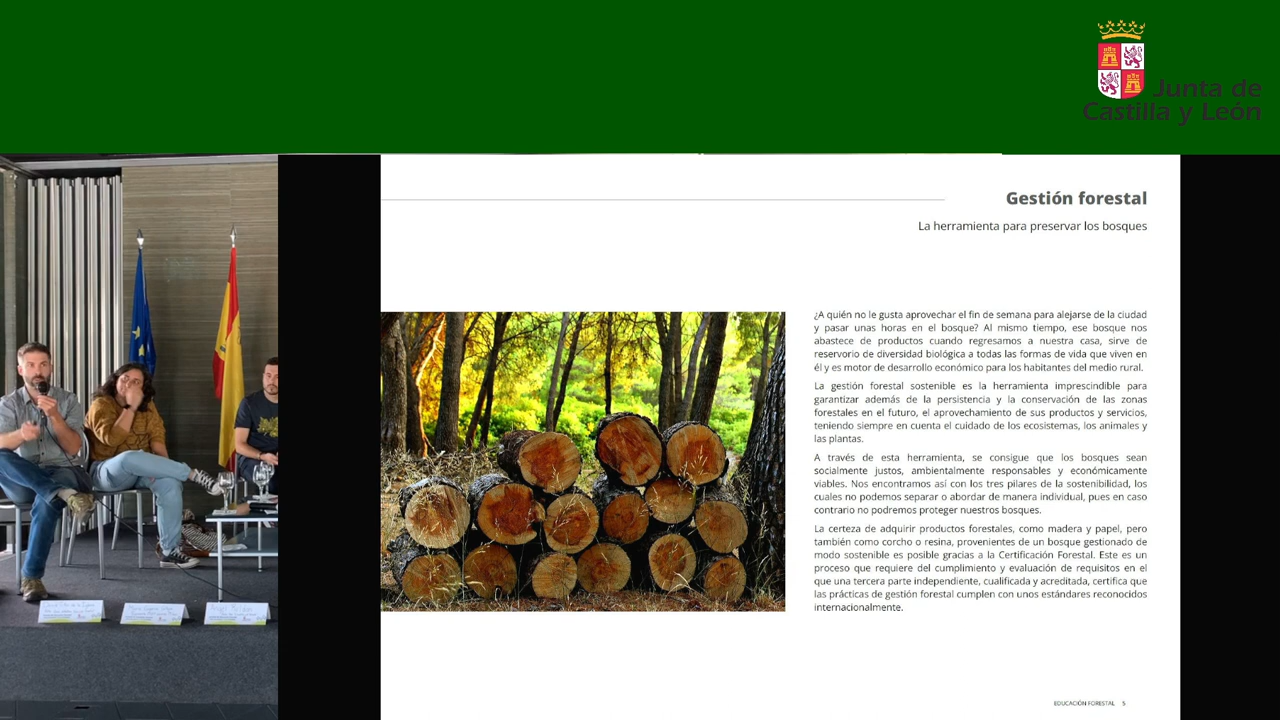 Junta de
Castilla y León
Gestión forestal
La herramienta para preservar los bosques
¿A quién no le gusta aprovechar el fin de semana para alejarse de la ciudad
y pasar unas horas en el bosque? Al mismo tiempo, ese bosque nos
abastece de productos cuando regresamos a nuestra casa, sirve de
reservorio de diversidad biológica a todas las formas de vida que viven en
él y es motor de desarrollo económico para los habitantes del medio rural.
La gestión forestal sostenible es la herramienta imprescindible para
garantizar además de la persistencia y la conservación de las zonas
forestales en el futuro, el aprovechamiento de sus productos y servicios,
teniendo siempre en cuenta el cuidado de los ecosistemas, los animales y
las plantas.
A través de esta herramienta, se consigue que los bosques sean
socialmente justos, ambientalmente responsables y económicamente
viables. Nos encontramos así con los tres pilares de la sostenibilidad, los
cuales no podemos separar o abordar de manera individual, pues en caso
contrario no podremos proteger nuestros bosques.
La certeza de adquirir productos forestales, como madera y papel, pero
también como corcho o resina, provenientes de un bosque gestionado de
modo sostenible es posible gracias a la Certificación Forestal. Este es un
proceso que requiere del cumplimiento y evaluación de requisitos en el
que una tercera parte independiente, cualificada y acreditada, certifica que
las prácticas de gestión forestal cumplen con unos estándares reconocidos
internacionalmente.
EDUCACIÓN FORESTAL 5